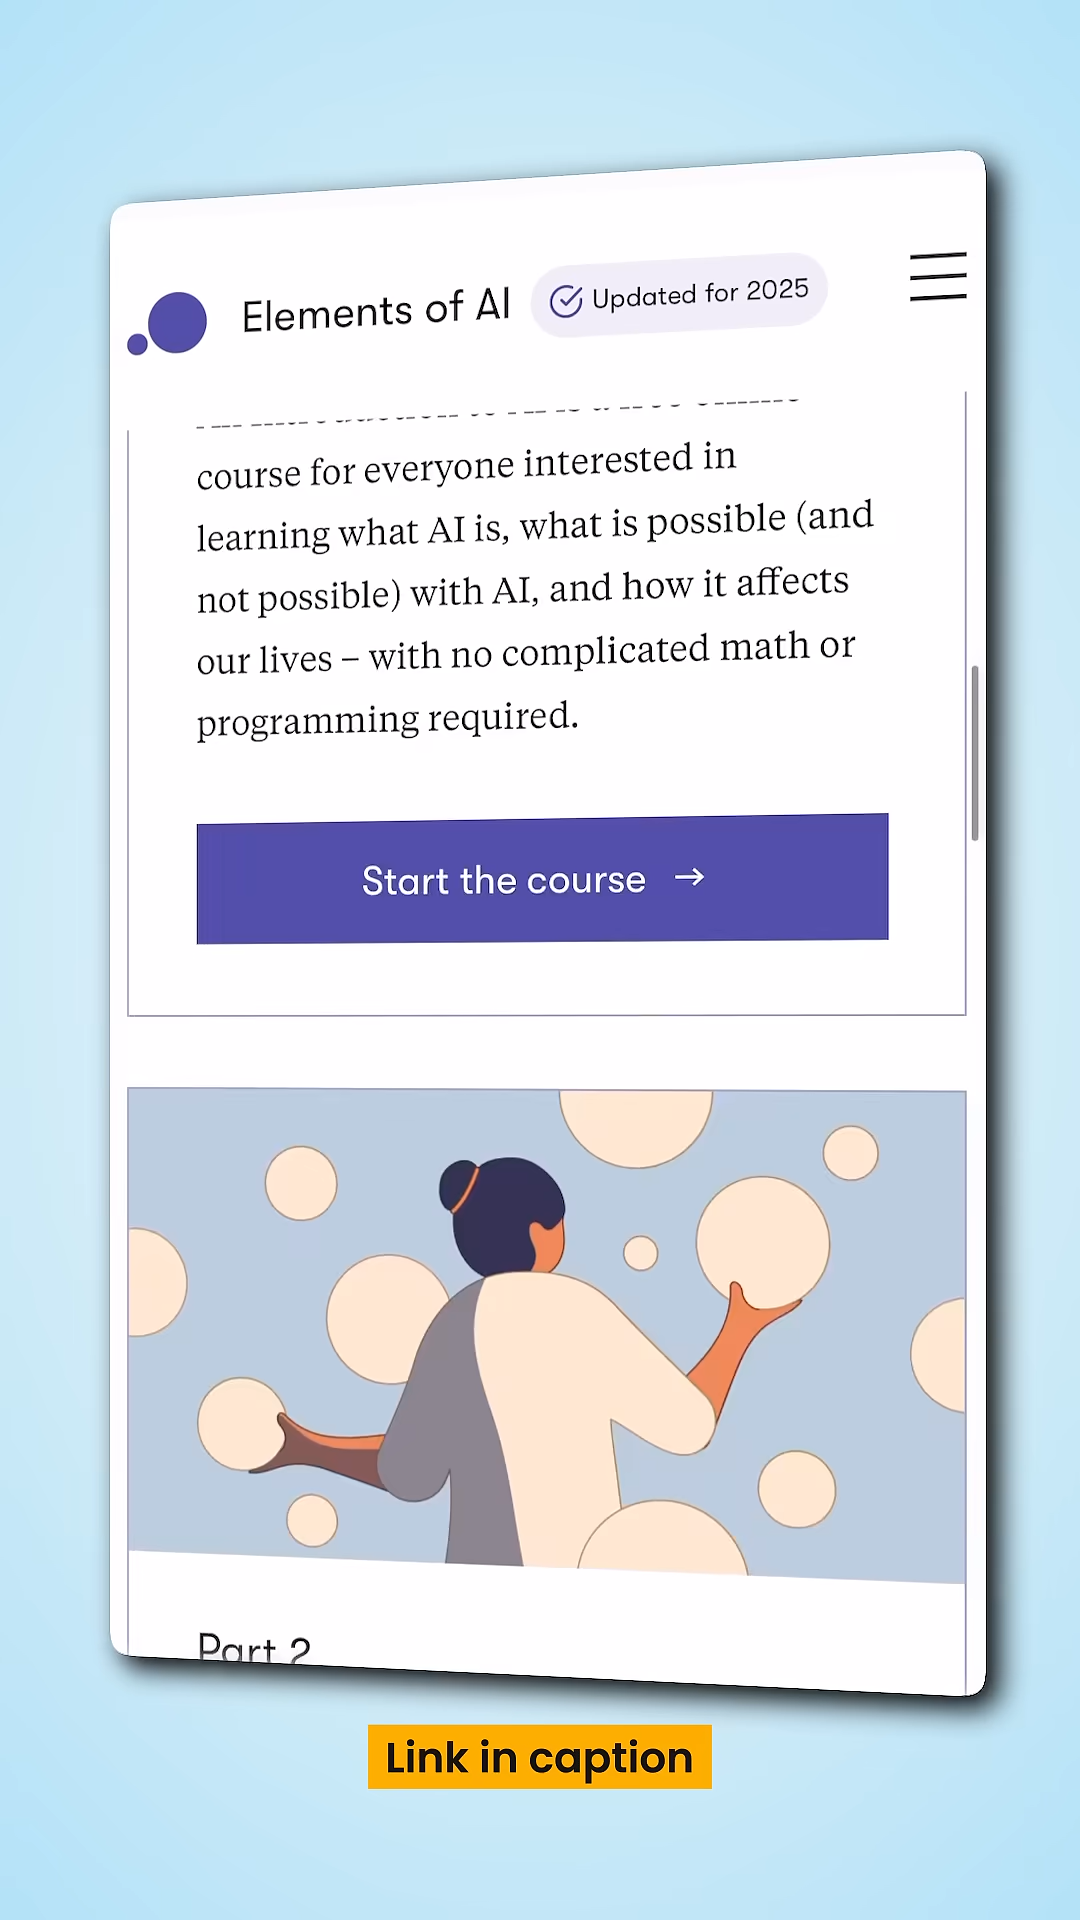 Elements of AI
Updated for 2025
course for everyone interested in
learning what AI is, what is possible (and
not possible) with AI, and how it affects
our lives – with no complicated math or
programming required.
Start the course →
Part 2
Link in caption